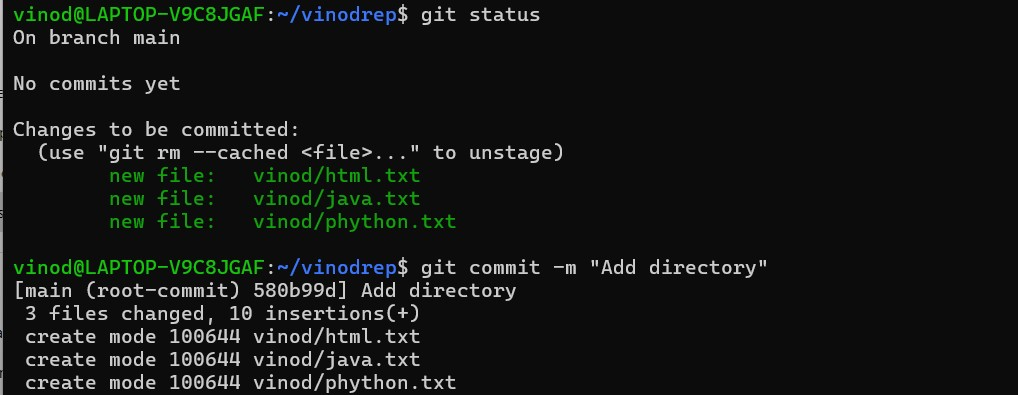 vinod@LAPTOP-V9C8JGAF:~/vinodrep$ git status
On branch main
No commits yet
Changes to be committed:
  (use "git rm --cached <file>..." to unstage)
        new file:   vinod/html.txt
        new file:   vinod/java.txt
        new file:   vinod/phython.txt
vinod@LAPTOP-V9C8JGAF:~/vinodrep$ git commit -m "Add directory"
[main (root-commit) 580b99d] Add directory
 3 files changed, 10 insertions(+)
 create mode 100644 vinod/html.txt
 create mode 100644 vinod/java.txt
 create mode 100644 vinod/phython.txt